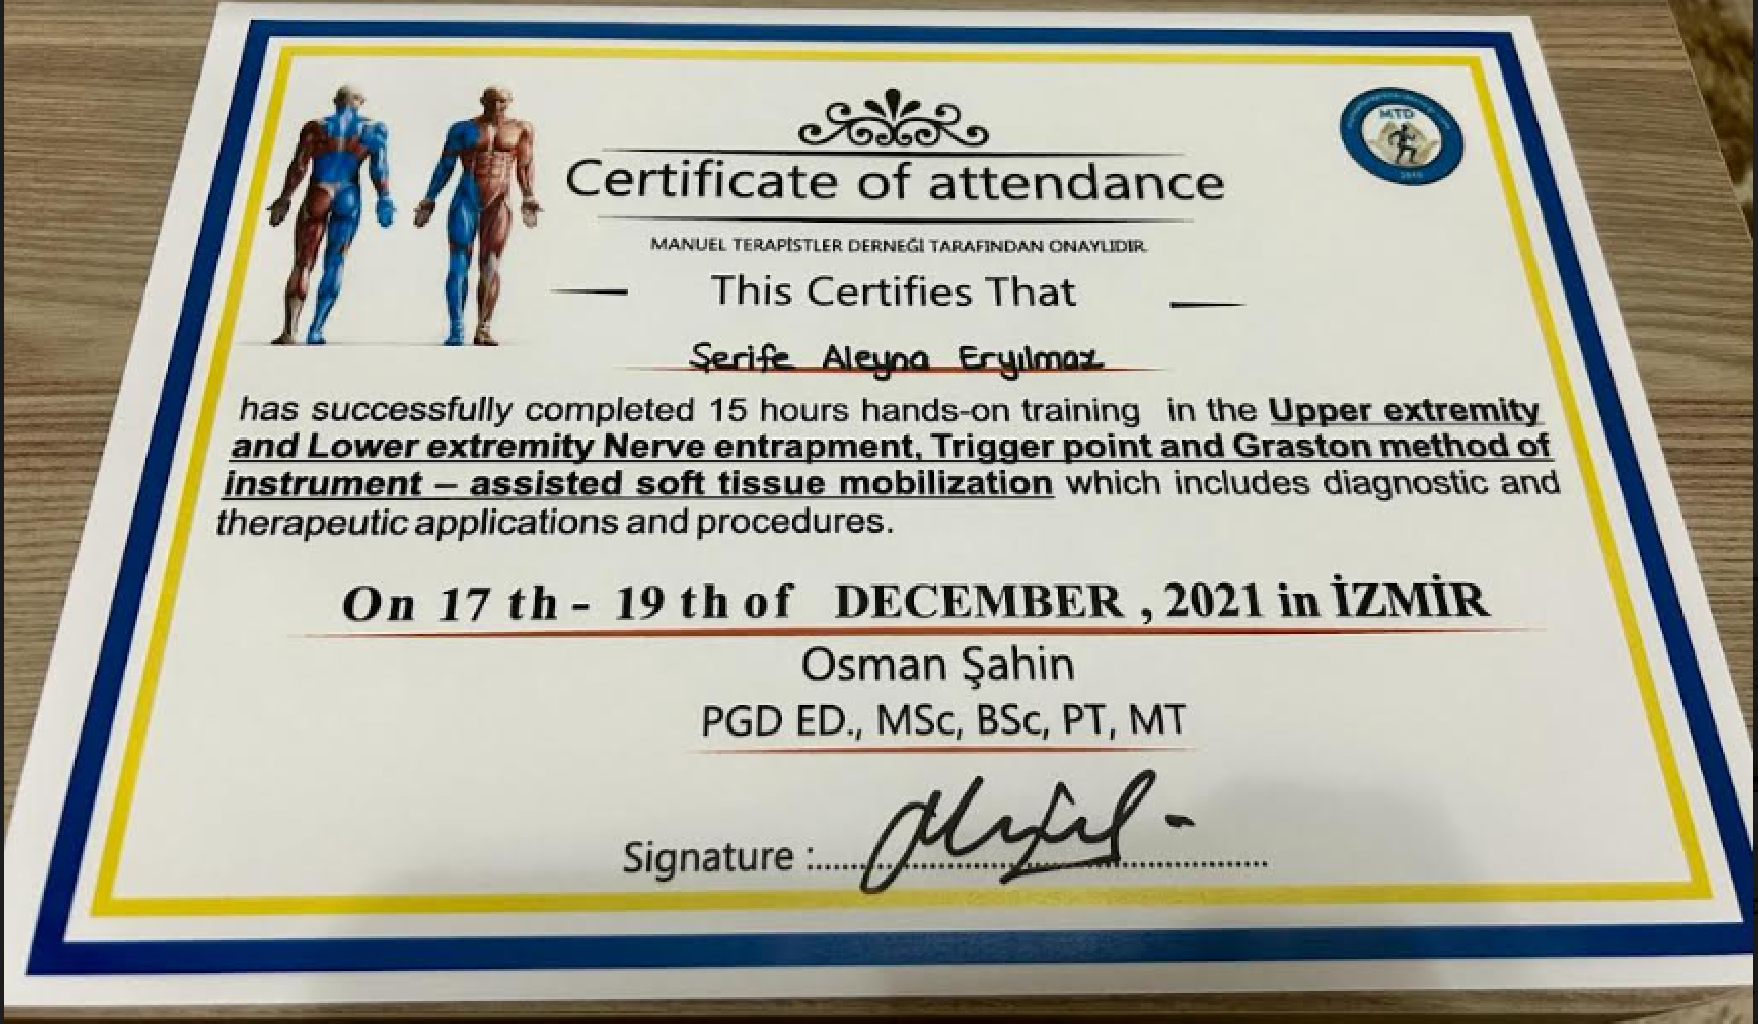 MTD
Certificate of attendance
MANUEL TERAPİSTLER DERNEĞİ TARAFINDAN ONAYLIDIR.
This Certifies That
Şerife Aleyna Eryılmaz
has successfully completed 15 hours hands-on training in the Upper extremity
and Lower extremity Nerve entrapment, Trigger point and Graston method of
instrument – assisted soft tissue mobilization which includes diagnostic and
therapeutic applications and procedures.
On 17 th - 19 th of DECEMBER , 2021 in İZMİR
Osman Şahin
PGD ED., MSc, BSc, PT, MT
Signature :